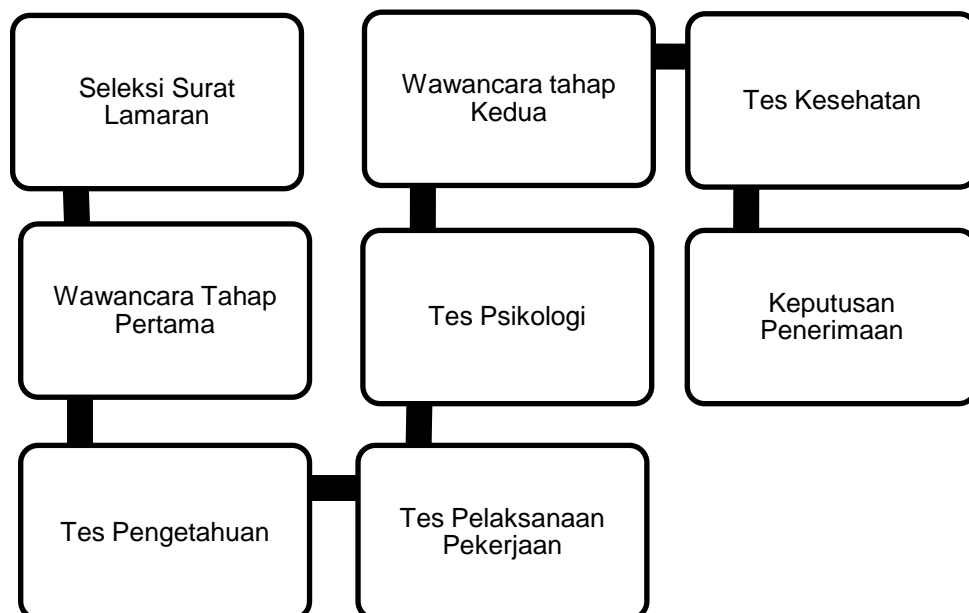 Seleksi Surat
Lamaran
Wawancara Tahap
Pertama
Tes Pengetahuan
Tes Pelaksanaan
Pekerjaan
Tes Psikologi
Wawancara tahap
Kedua
Tes Kesehatan
Keputusan
Penerimaan